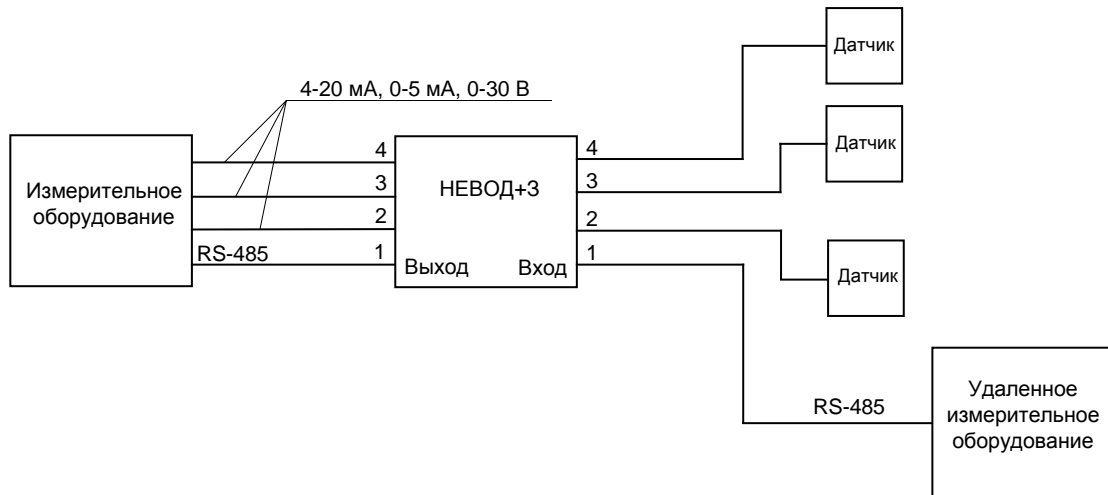 Датчик
4-20 мА, 0-5 мА, 0-30 В
Датчик
4
4
Измерительное
оборудование
3
НЕВОД+3
3
2
2
RS-485
1
Выход
Вход
1
Датчик
Удаленное
измерительное
оборудование
RS-485